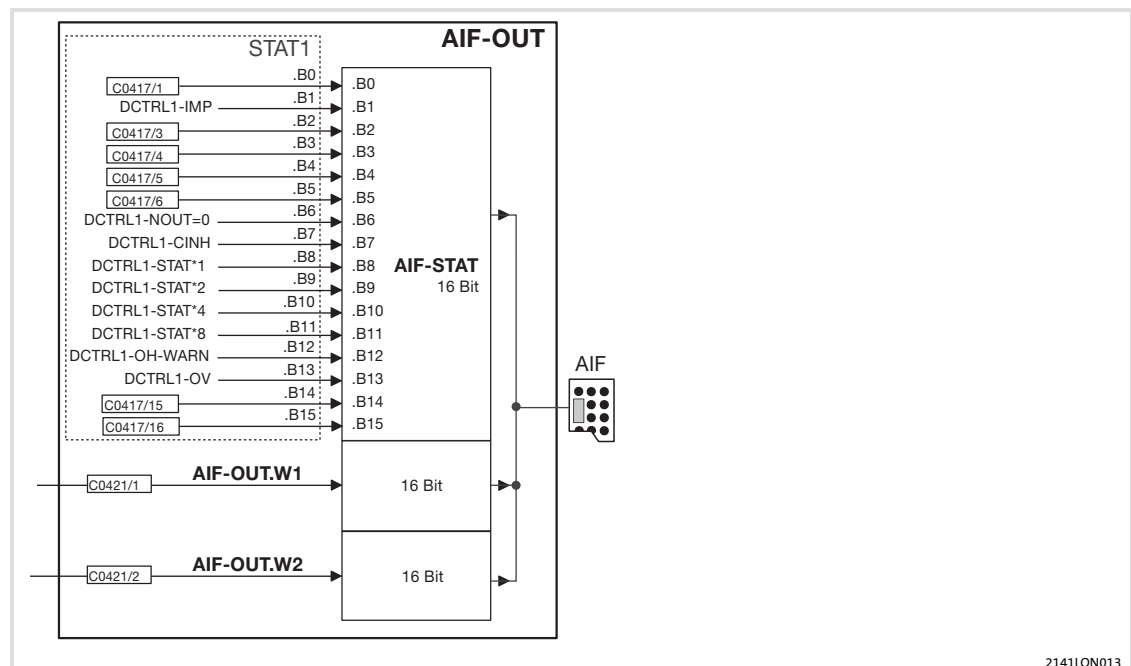 AIF-OUT
STAT1
C0417/1 .B0 .B0
DCTRL1-IMP .B1 .B1
C0417/3 .B2 .B2
C0417/4 .B3 .B3
C0417/5 .B4 .B4
C0417/6 .B5 .B5
DCTRL1-NOUT=0 .B6 .B6
DCTRL1-CINH .B7 .B7
DCTRL1-STAT*1 .B8 .B8 AIF-STAT
DCTRL1-STAT*2 .B9 .B9 16 Bit
DCTRL1-STAT*4 .B10 .B10
DCTRL1-STAT*8 .B11 .B11
DCTRL1-OH-WARN .B12 .B12
DCTRL1-OV .B13 .B13
C0417/15 .B14 .B14
C0417/16 .B15 .B15
AIF
C0421/1 AIF-OUT.W1 16 Bit
C0421/2 AIF-OUT.W2 16 Bit
2141LON013